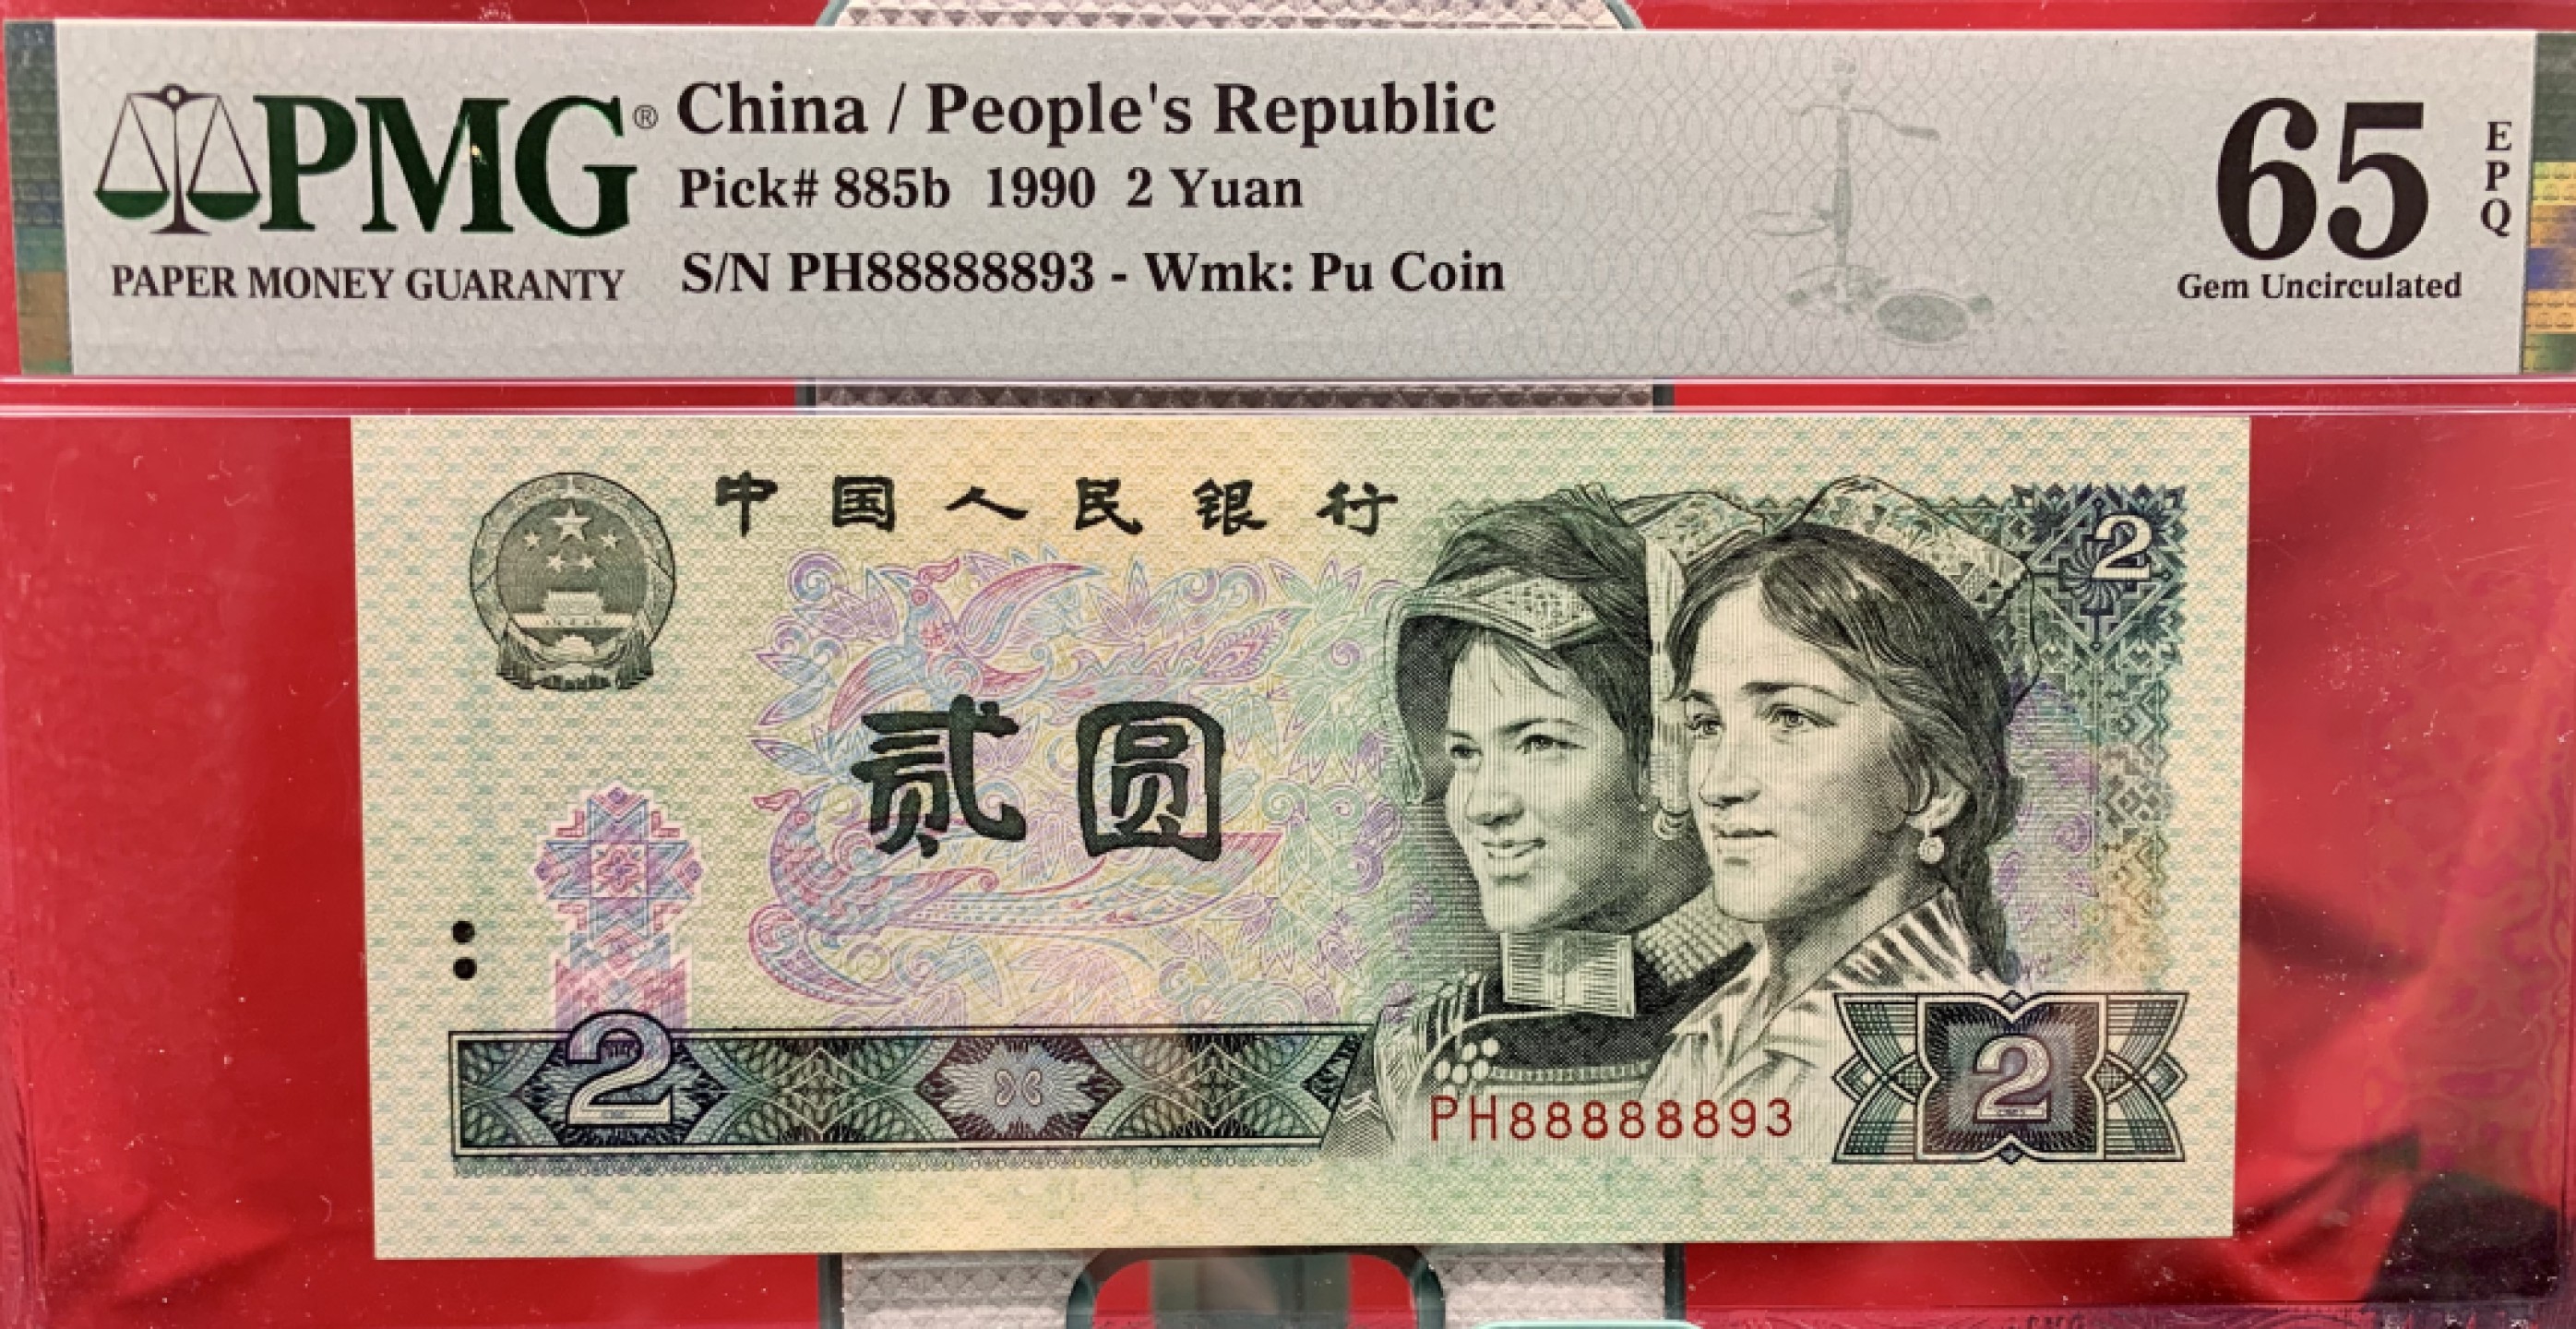 PMG®
PAPER MONEY GUARANTY
China / People's Republic
Pick# 885b 1990 2 Yuan
S/N PH88888893 - Wmk: Pu Coin
65
EPQ
Gem Uncirculated
中国人民银行
2
贰圆
2
PH88888893
2